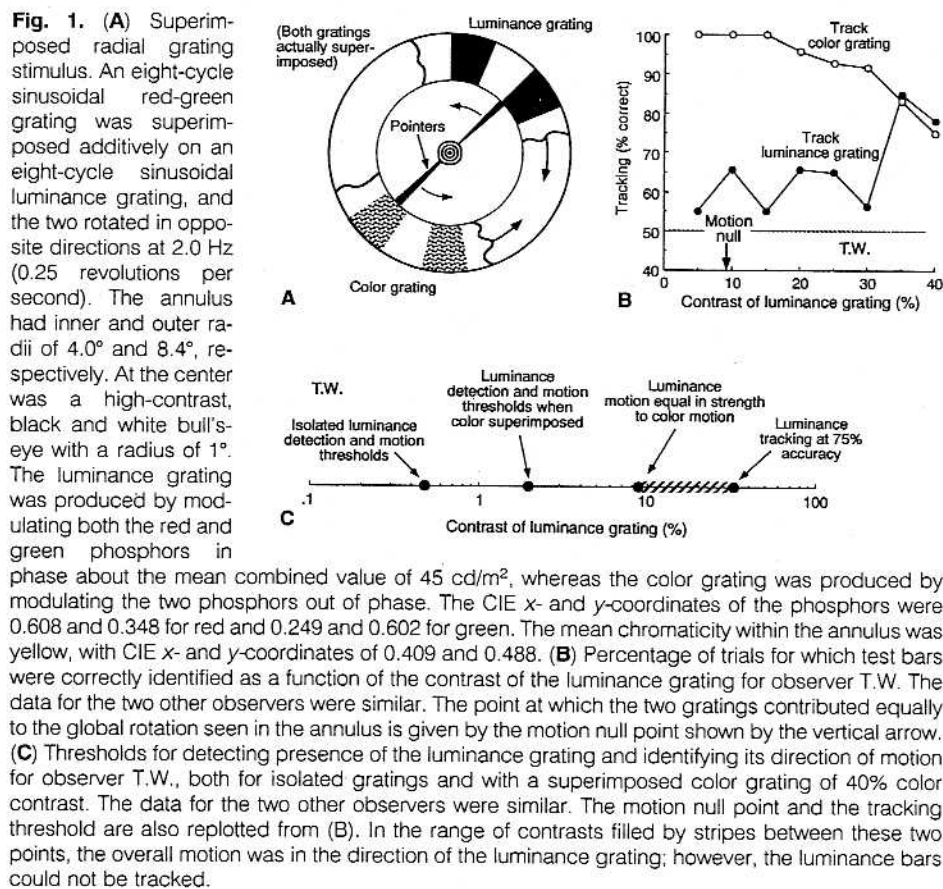 Fig. 1. (A) Superim-
posed radial grating
stimulus. An eight-cycle
sinusoidal red-green
grating was superim-
posed additively on an
eight-cycle sinusoidal
luminance grating, and
the two rotated in oppo-
site directions at 2.0 Hz
(0.25 revolutions per
second). The annulus
had inner and outer ra-
dii of 4.0° and 8.4°, re-
spectively. At the center
was a high-contrast,
black and white bull's-
eye with a radius of 1°.
The luminance grating
was produced by mod-
ulating both the red and
green phosphors in
phase about the mean combined value of 45 cd/m², whereas the color grating was produced by
modulating the two phosphors out of phase. The CIE x- and y-coordinates of the phosphors were
0.608 and 0.348 for red and 0.249 and 0.602 for green. The mean chromaticity within the annulus was
yellow, with CIE x- and y-coordinates of 0.409 and 0.488. (B) Percentage of trials for which test bars
were correctly identified as a function of the contrast of the luminance grating for observer T.W. The
data for the two other observers were similar. The point at which the two gratings contributed equally
to the global rotation seen in the annulus is given by the motion null point shown by the vertical arrow.
(C) Thresholds for detecting presence of the luminance grating and identifying its direction of motion
for observer T.W., both for isolated gratings and with a superimposed color grating of 40% color
contrast. The data for the two other observers were similar. The motion null point and the tracking
threshold are also replotted from (B). In the range of contrasts filled by stripes between these two
points, the overall motion was in the direction of the luminance grating; however, the luminance bars
could not be tracked.
(Both gratings
actually super-
imposed)
Luminance grating
Pointers
Color grating
A
Track
color grating
Track
luminance grating
Motion
null
T.W.
Tracking (% correct)
100
90
80
70
60
50
40
0 10 20 30 40
B
Contrast of luminance grating (%)
T.W.
Isolated luminance
detection and motion
thresholds
Luminance
detection and motion
thresholds when
color superimposed
Luminance
motion equal in strength
to color motion
Luminance
tracking at 75%
accuracy
.1 1 10 100
C
Contrast of luminance grating (%)